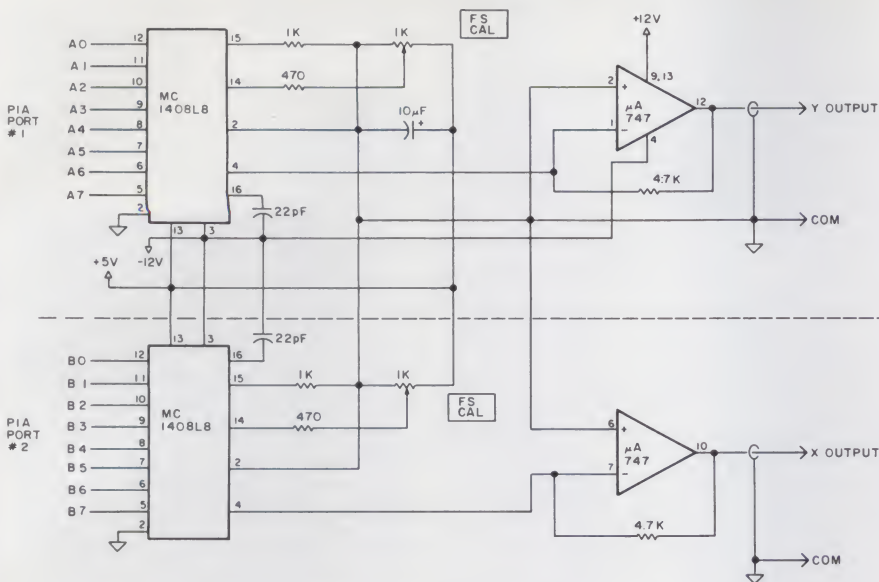 FS CAL
+12V
1K
1K
A0 12
15
A1 11
A2 10
14
470
MC 1408L8
PIA PORT #1
A3 9
A4 8
2
10µF +
A5 7
A6 6
4
A7 5
16
2
22pF
13 3
+5V
-12V
2 +
1 −
9,13
µA 747
12
4
4.7K
Y OUTPUT
COM
13 3
22pF
B0 12
16
B1 11
15
1K
1K
B2 10
14
470
FS CAL
MC 1408L8
PIA PORT #2
B3 9
B4 8
B5 7
2
B6 6
B7 5
4
2
6 +
7 −
µA 747
10
4.7K
X OUTPUT
COM